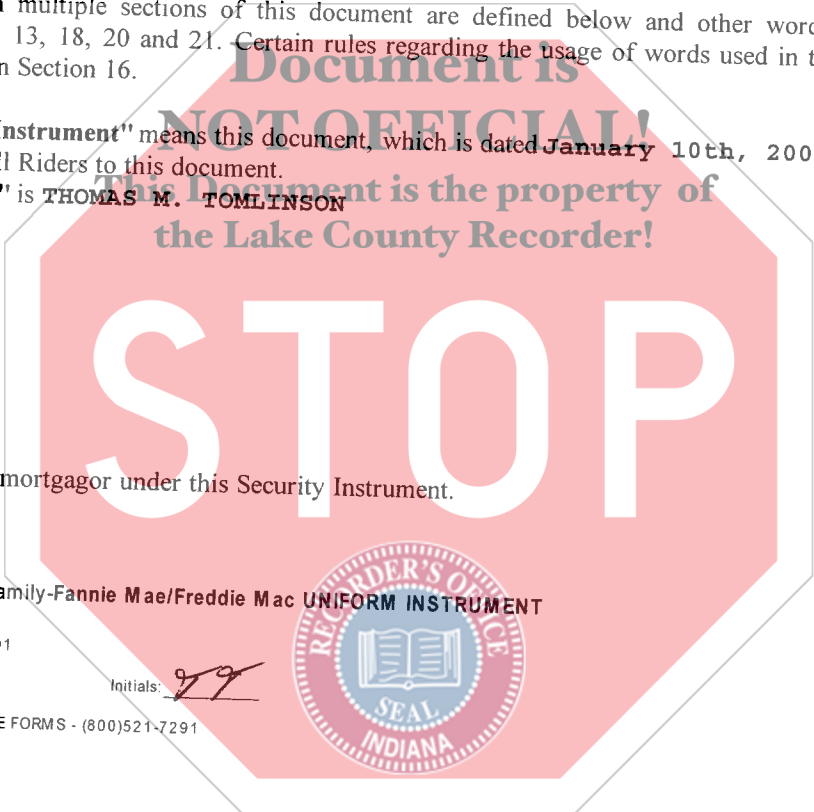 multiple sections of this document are defined below and other
13, 18, 20 and 21. Certain rules regarding the usage of words used in
Section 16.
Document is
NOT OFFICIAL!
Instrument" means this document, which is dated January 10th, 200
Riders to this document.
This Document is the property of
" is THOMAS M. TOMLINSON
the Lake County Recorder!
STOP
mortgagor under this Security Instrument.
RECORDER'S OFFICE
amily-Fannie Mae/Freddie Mac UNIFORM INSTRUMENT
1
Initials: TT
SEAL
E FORMS - (800)521-7291
INDIANA